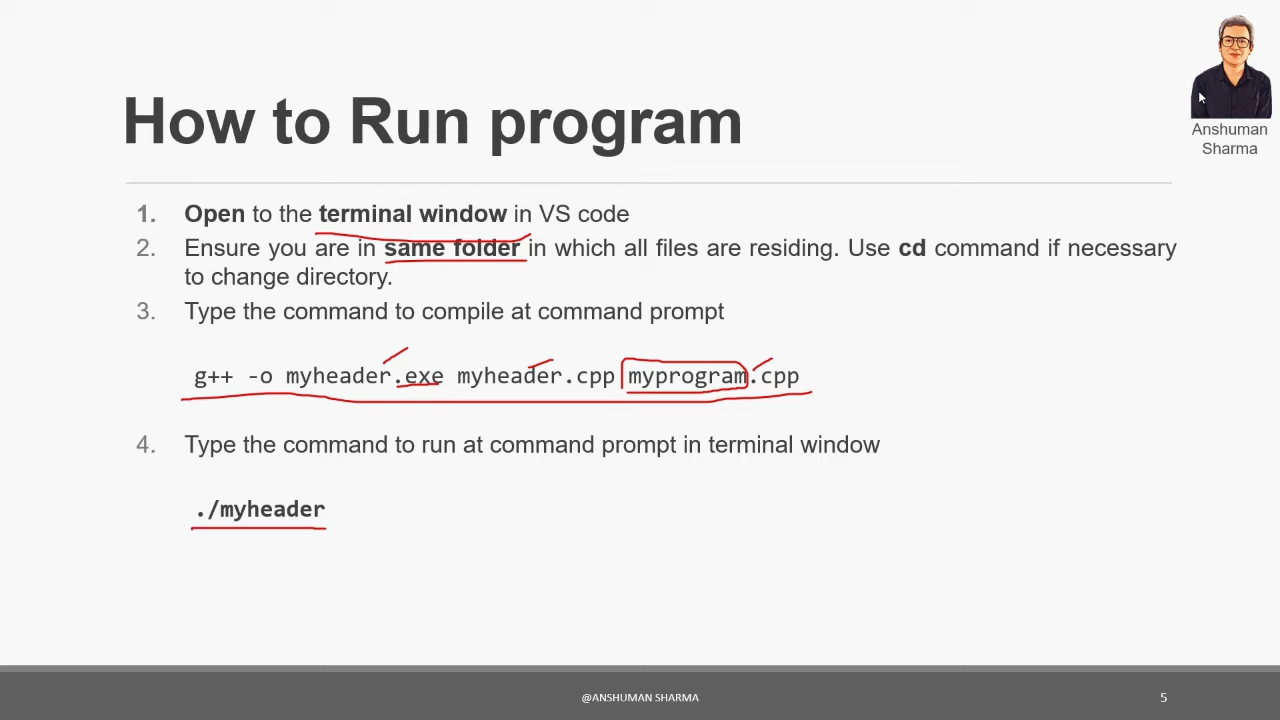 Anshuman
Sharma
How to Run program
1. Open to the terminal window in VS code
2. Ensure you are in same folder in which all files are residing. Use cd command if necessary
to change directory.
3. Type the command to compile at command prompt
g++ -o myheader.exe myheader.cpp myprogram.cpp
4. Type the command to run at command prompt in terminal window
./myheader
@ANSHUMAN SHARMA
5